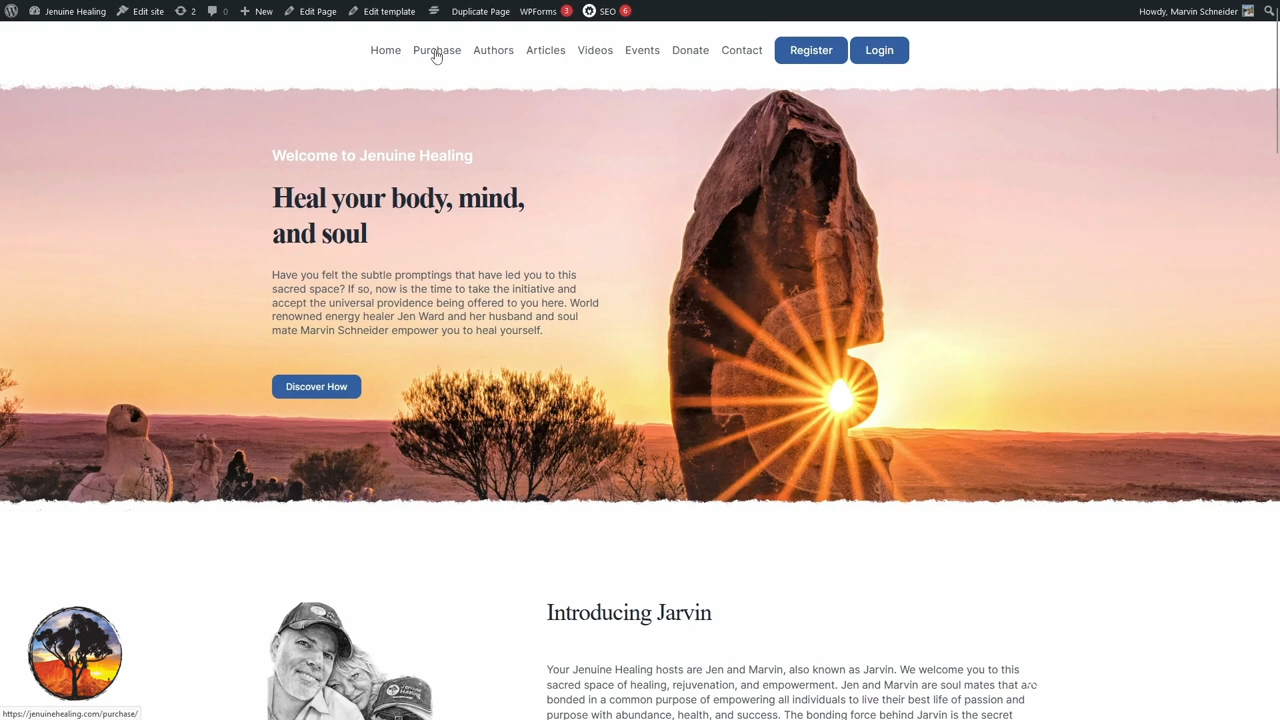 Jenuine Healing Edit site 2 0 New Edit Page Edit template Duplicate Page WPForms 3 SEO 6 Howdy, Marvin Schneider
Home Purchase Authors Articles Videos Events Donate Contact Register Login
Welcome to Jenuine Healing
Heal your body, mind,
and soul
Have you felt the subtle promptings that have led you to this
sacred space? If so, now is the time to take the initiative and
accept the universal providence being offered to you here. World
renowned energy healer Jen Ward and her husband and soul
mate Marvin Schneider empower you to heal yourself.
Discover How
Introducing Jarvin
Your Jenuine Healing hosts are Jen and Marvin, also known as Jarvin. We welcome you to this
sacred space of healing, rejuvenation, and empowerment. Jen and Marvin are soul mates that are
bonded in a common purpose of empowering all individuals to live their best life of passion and
purpose with abundance, health, and success. The bonding force behind Jarvin is the secret
https://jenuinehealing.com/purchase/